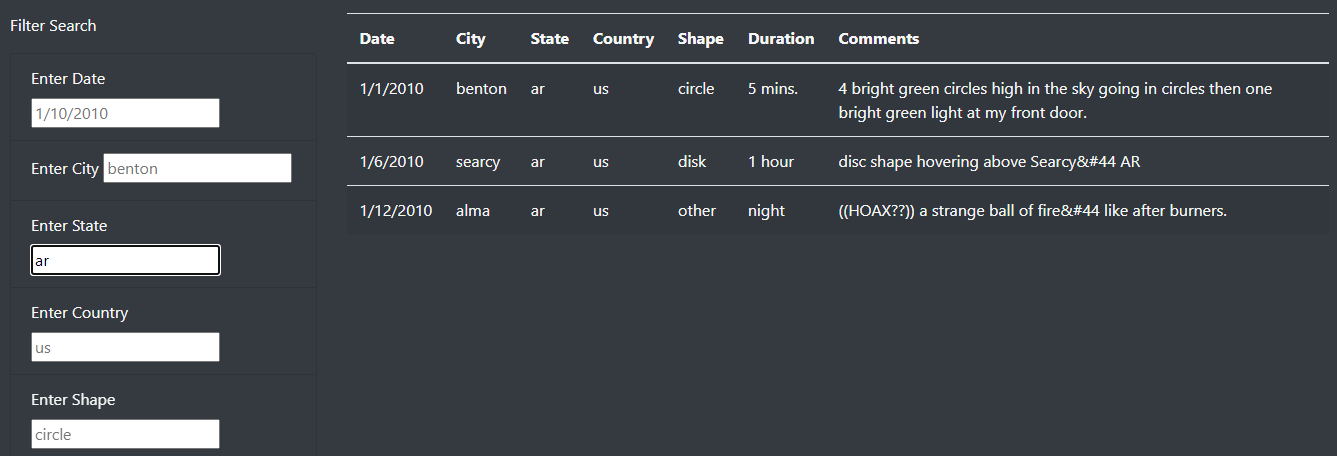 Filter Search
Enter Date
1/10/2010
Enter City benton
Enter State
ar
Enter Country
us
Enter Shape
circle
Date City State Country Shape Duration Comments
1/1/2010 benton ar us circle 5 mins. 4 bright green circles high in the sky going in circles then one
bright green light at my front door.
1/6/2010 searcy ar us disk 1 hour disc shape hovering above Searcy&#44 AR
1/12/2010 alma ar us other night ((HOAX??)) a strange ball of fire&#44 like after burners.